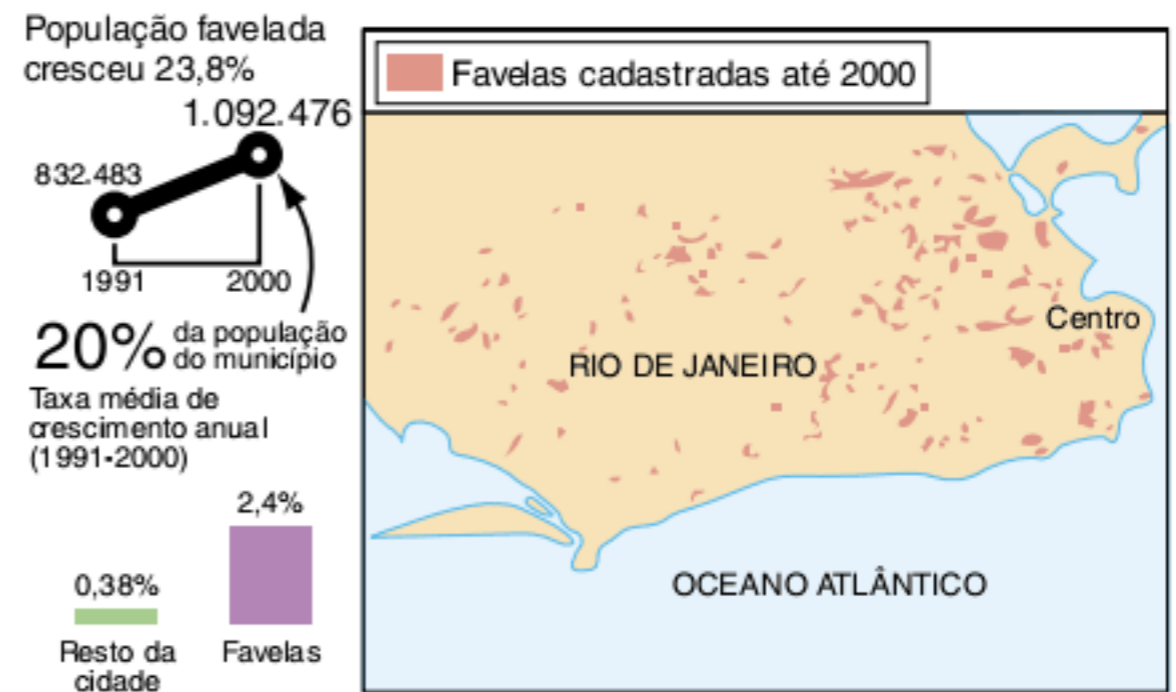 População favelada
cresceu 23,8%
1.092.476
832.483
1991
2000
20% da população
do município
Taxa média de
crescimento anual
(1991-2000)
2,4%
0,38%
Resto da
cidade
Favelas
Favelas cadastradas até 2000
Centro
RIO DE JANEIRO
OCEANO ATLÂNTICO